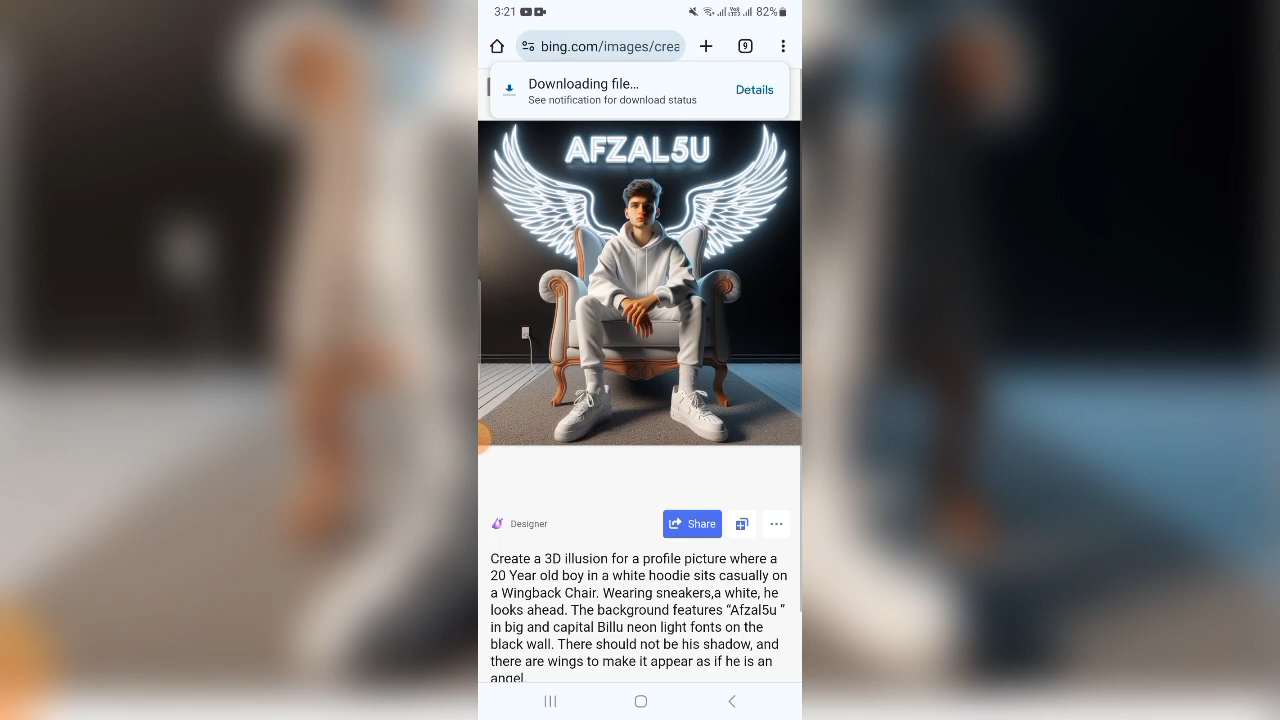 3:21 82%
bing.com/images/crea 9
Downloading file...
See notification for download status
Details
AFZAL5U
Designer
Share
Create a 3D illusion for a profile picture where a
20 Year old boy in a white hoodie sits casually on
a Wingback Chair. Wearing sneakers,a white, he
looks ahead. The background features “Afzal5u ”
in big and capital Billu neon light fonts on the
black wall. There should not be his shadow, and
there are wings to make it appear as if he is an
angel